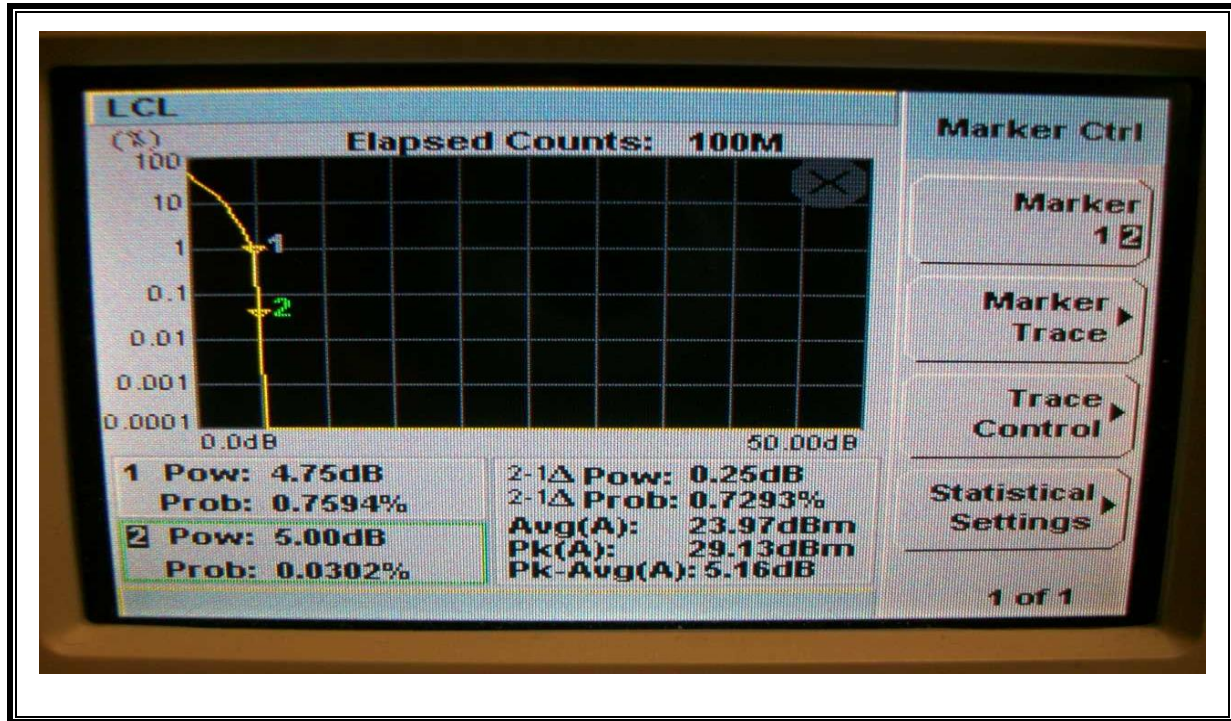 LCL
(%)
Elapsed Counts: 100M
100
10
1
0.1
0.01
0.001
0.0001
1
2
0.0dB
50.00dB
1 Pow: 4.75dB
Prob: 0.7594%
2 Pow: 5.00dB
Prob: 0.0302%
2-1Δ Pow: 0.25dB
2-1Δ Prob: 0.7293%
Avg(A): 23.97dBm
Pk(A): 29.13dBm
Pk-Avg(A): 5.16dB
Marker Ctrl
Marker
1 2
Marker
Trace
Trace
Control
Statistical
Settings
1 of 1